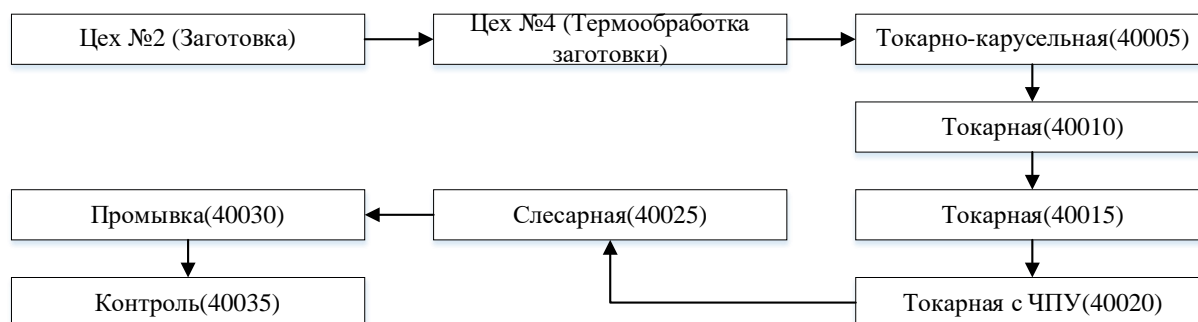 Цех №2 (Заготовка)
Цех №4 (Термообработка
заготовки)
Токарно-карусельная(40005)
Токарная(40010)
Токарная(40015)
Токарная с ЧПУ(40020)
Слесарная(40025)
Промывка(40030)
Контроль(40035)